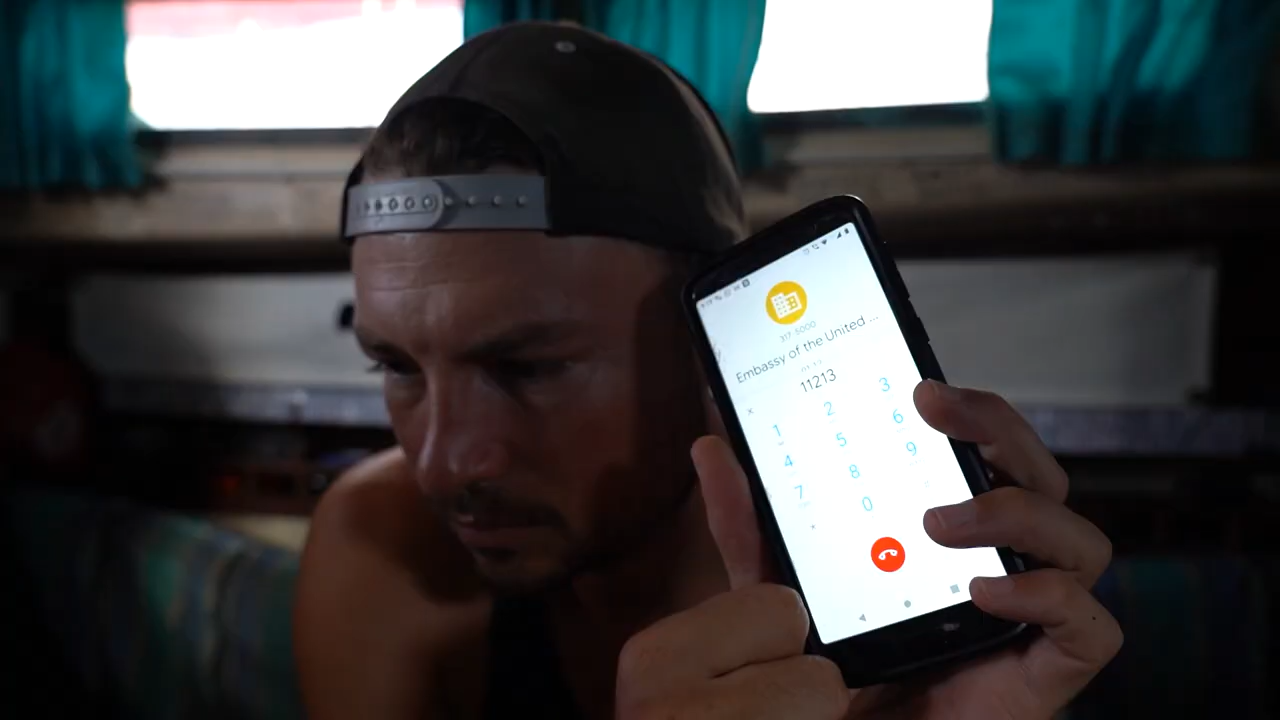 317-5000
Embassy of the United ...
11213
1 2 3
4 5 6
7 8 9
0